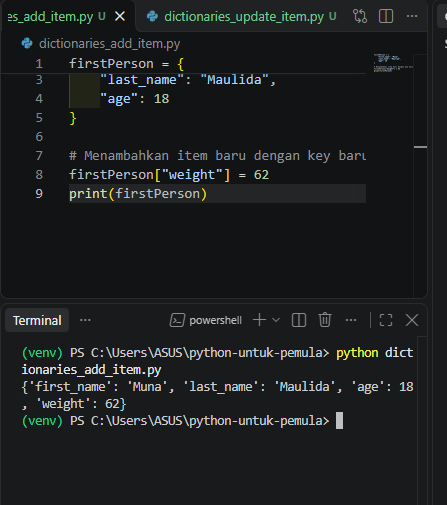 es_add_item.py U
dictionaries_update_item.py U
dictionaries_add_item.py
1 firstPerson = {
3 "last_name": "Maulida",
4 "age": 18
5 }
6
7 # Menambahkan item baru dengan key baru
8 firstPerson["weight"] = 62
9 print(firstPerson)
Terminal
powershell
(venv) PS C:\Users\ASUS\python-untuk-pemula> python dict
ionaries_add_item.py
{'first_name': 'Muna', 'last_name': 'Maulida', 'age': 18
, 'weight': 62}
(venv) PS C:\Users\ASUS\python-untuk-pemula>